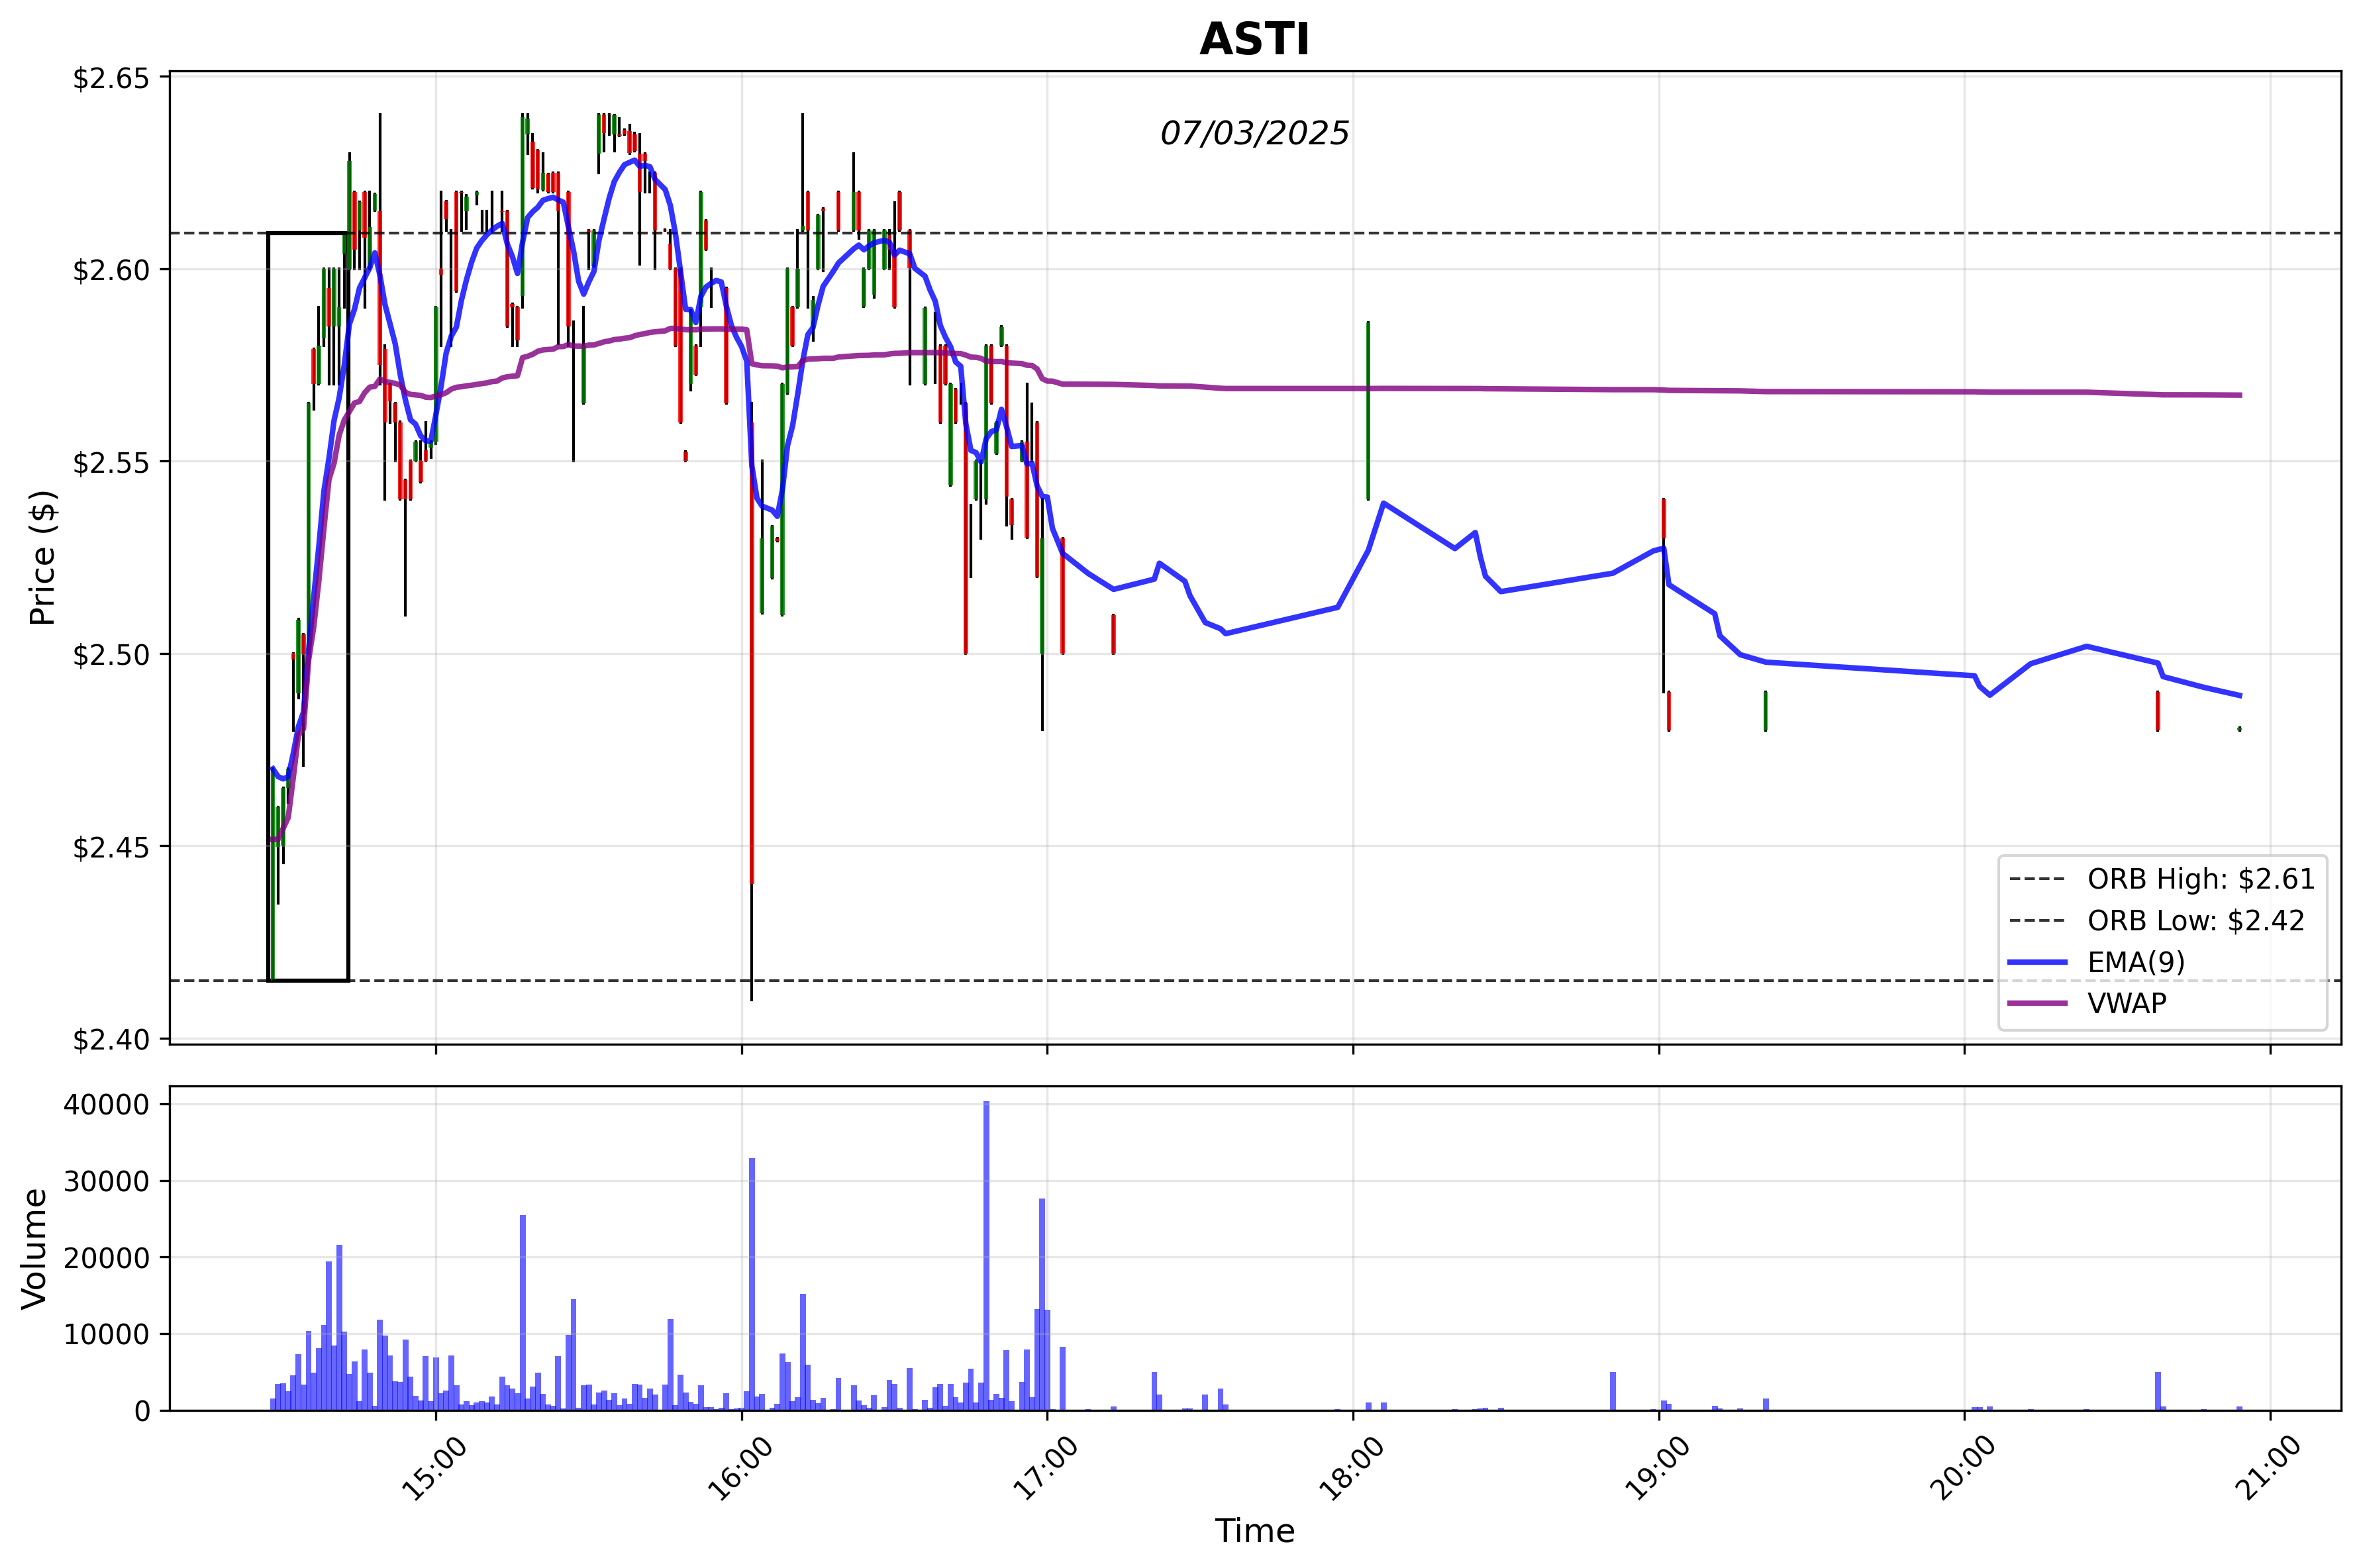 ASTI
07/03/2025
Price ($)
$2.65
$2.60
$2.55
$2.50
$2.45
$2.40
ORB High: $2.61
ORB Low: $2.42
EMA(9)
VWAP
Volume
40000
30000
20000
10000
0
15:00
16:00
17:00
18:00
19:00
20:00
21:00
Time